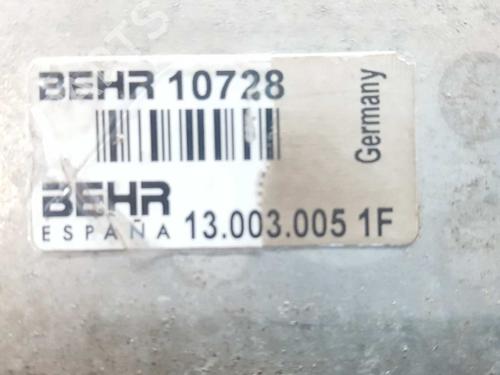 BEHR 10728
Germany
BEHR
ESPAÑA 13.003.005 1F